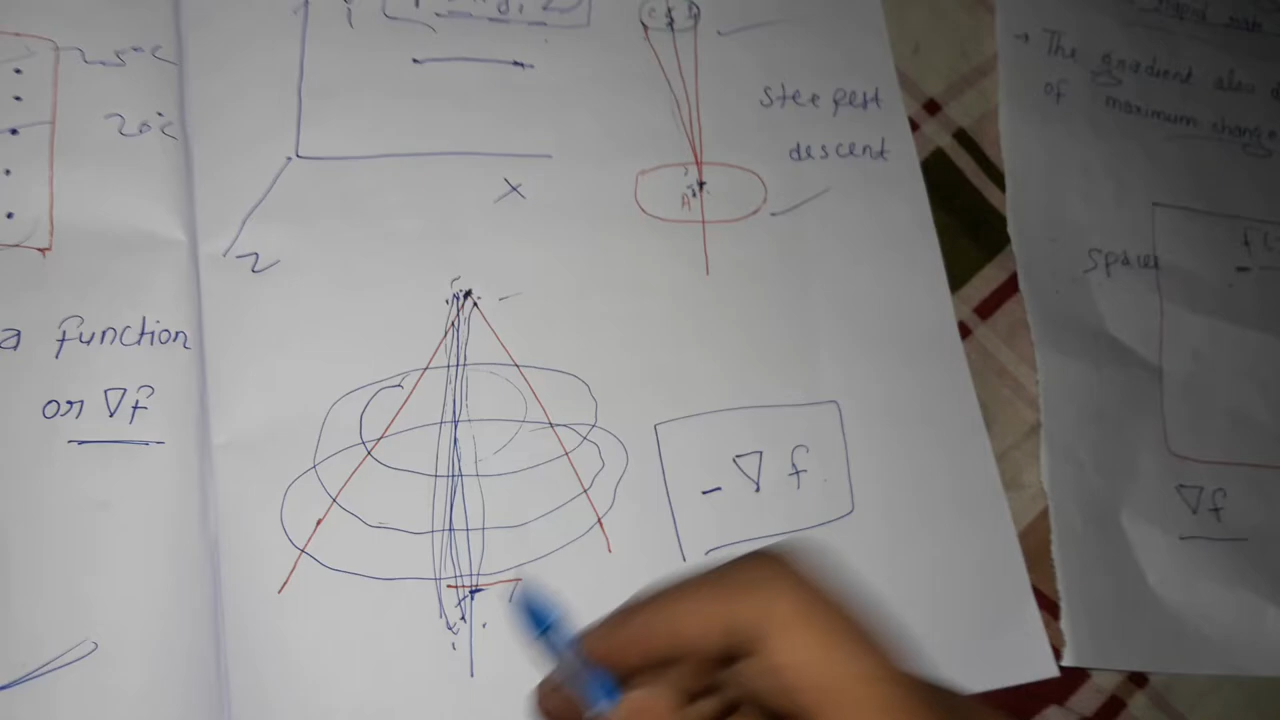 25°C
20°C
a function
or ∇f
X
Z
steepest
descent
A
- ∇ f
→ The gradient also
of maximum change
space
∇f